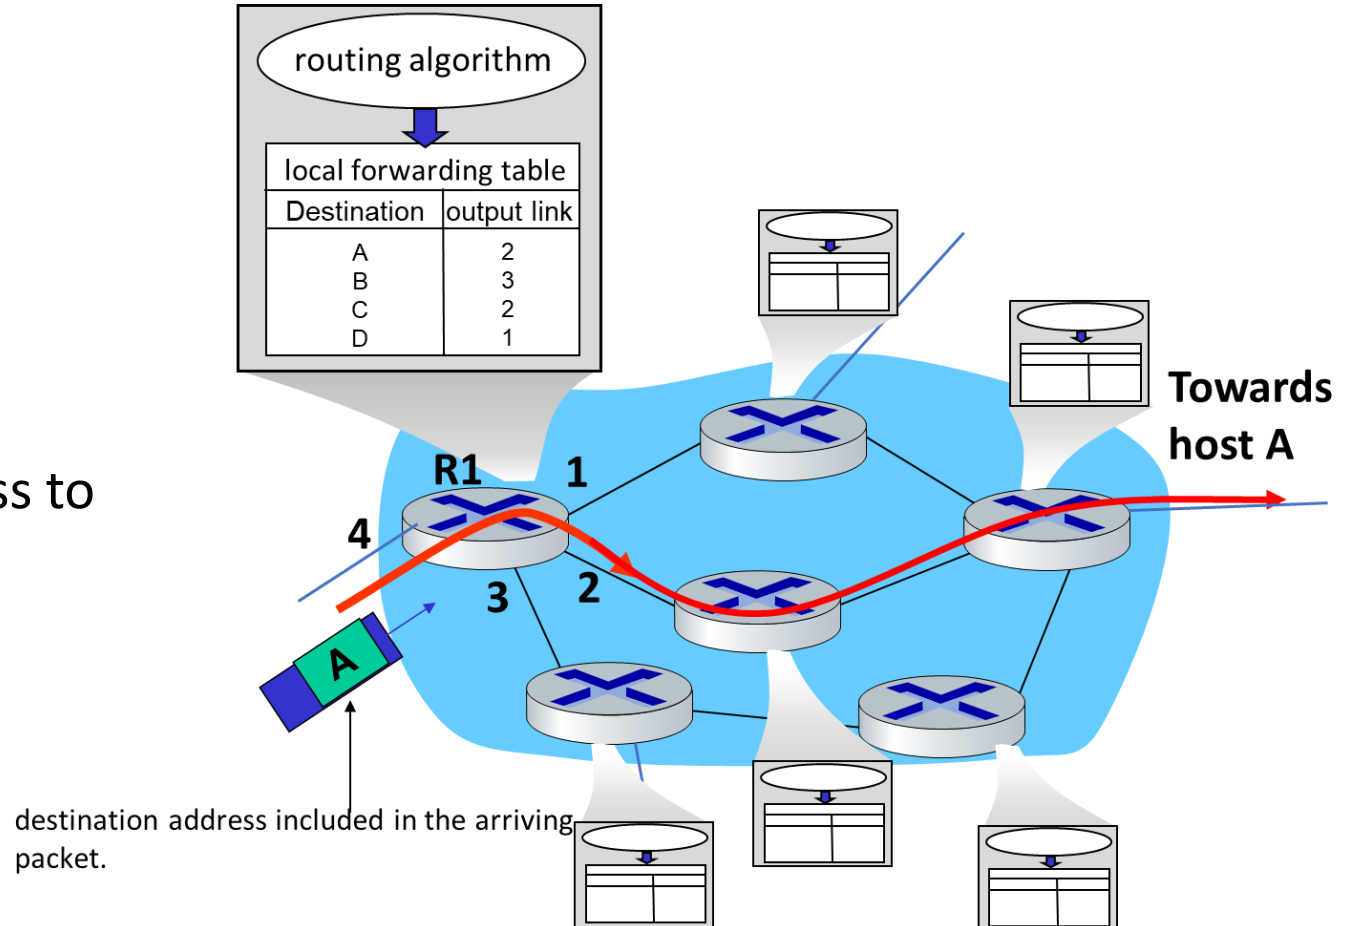 routing algorithm
local forwarding table
Destination output link
A 2
B 3
C 2
D 1
Towards
host A
R1
1
ss to
4
3
2
A
destination address included in the arriving
packet.